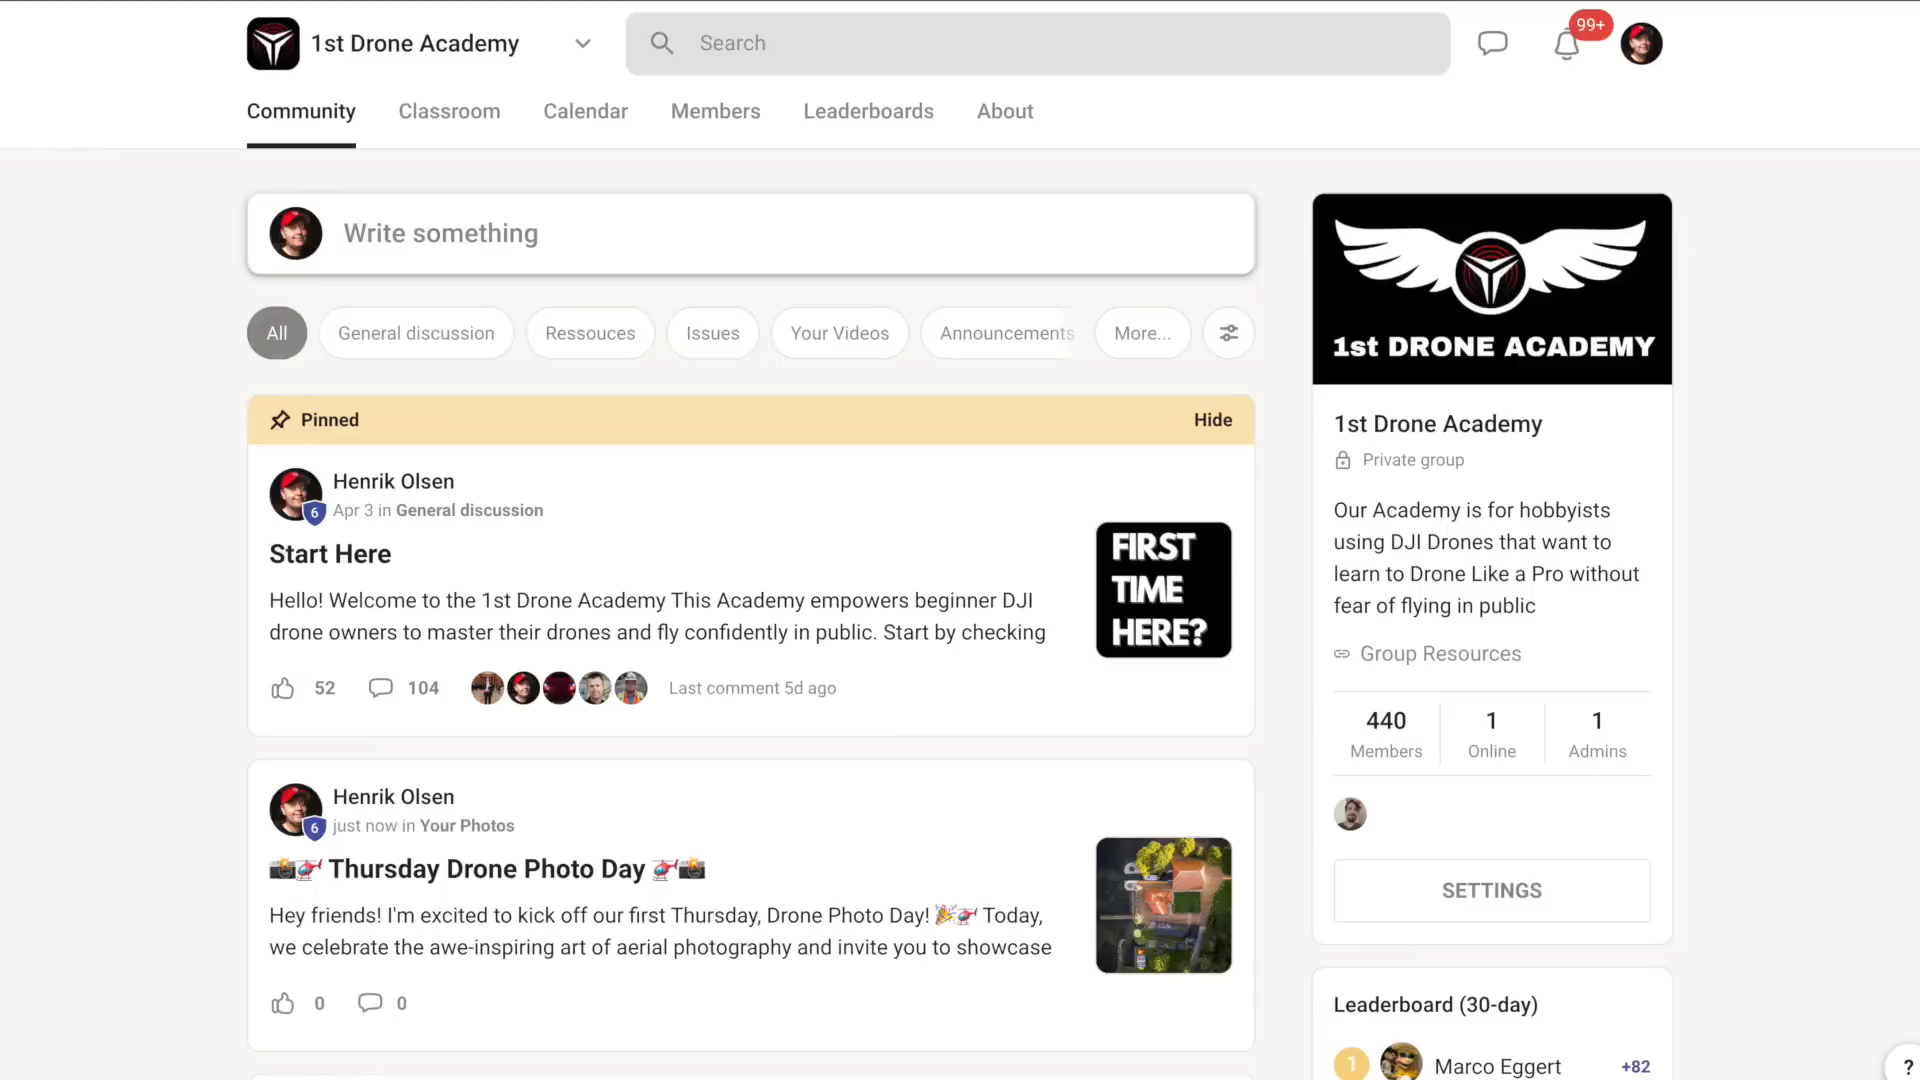 1st Drone Academy
Search
99+
Community Classroom Calendar Members Leaderboards About
Write something
All General discussion Ressouces Issues Your Videos Announcements More...
Pinned Hide
Henrik Olsen
6 Apr 3 in General discussion
Start Here
Hello! Welcome to the 1st Drone Academy This Academy empowers beginner DJI
drone owners to master their drones and fly confidently in public. Start by checking
FIRST
TIME
HERE?
52 104 Last comment 5d ago
Henrik Olsen
6 just now in Your Photos
Thursday Drone Photo Day
Hey friends! I'm excited to kick off our first Thursday, Drone Photo Day! Today,
we celebrate the awe-inspiring art of aerial photography and invite you to showcase
0 0
1st DRONE ACADEMY
1st Drone Academy
Private group
Our Academy is for hobbyists
using DJI Drones that want to
learn to Drone Like a Pro without
fear of flying in public
Group Resources
440 1 1
Members Online Admins
SETTINGS
Leaderboard (30-day)
1 Marco Eggert +82
?